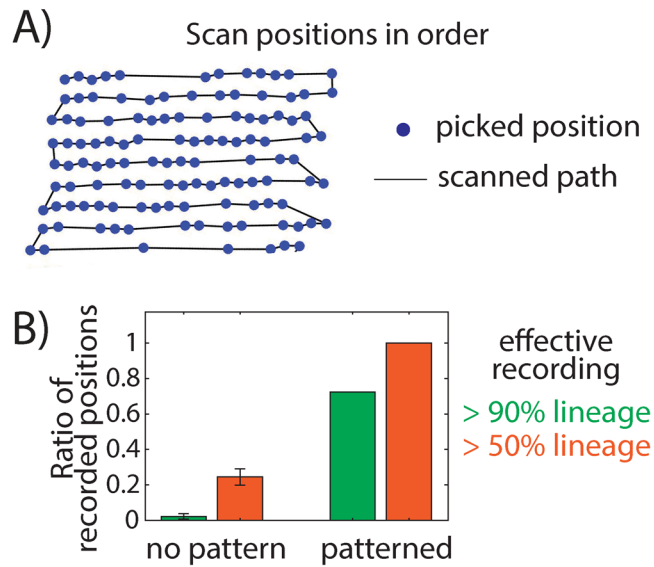 A)
Scan positions in order
picked position
scanned path
B)
Ratio of
recorded positions
1
0.8
0.6
0.4
0.2
0
no pattern
patterned
effective
recording
> 90% lineage
> 50% lineage